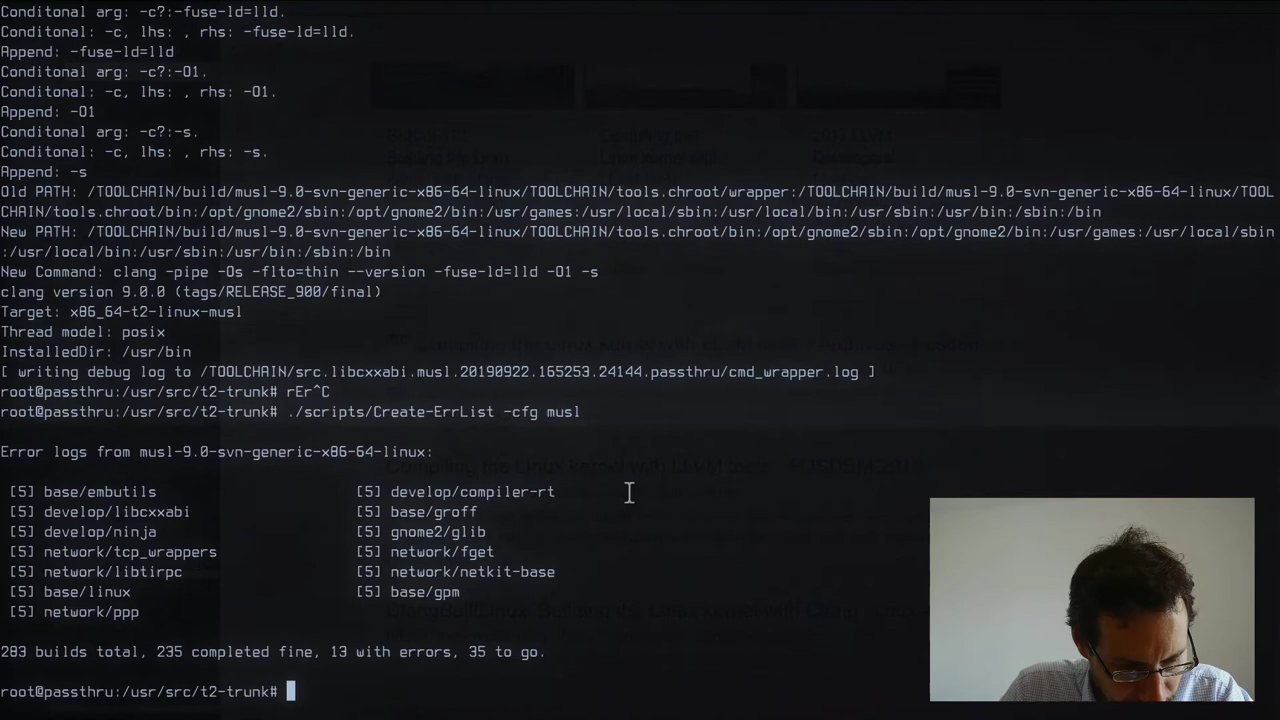 Conditonal arg: -c?:-fuse-ld=lld.
Conditonal: -c, lhs: , rhs: -fuse-ld=lld.
Append: -fuse-ld=lld
Conditonal arg: -c?:-O1.
Conditonal: -c, lhs: , rhs: -O1.
Append: -O1
Conditonal arg: -c?:-s.
Conditonal: -c, lhs: , rhs: -s.
Append: -s
Old PATH: /TOOLCHAIN/build/musl-9.0-svn-generic-x86-64-linux/TOOLCHAIN/tools.chroot/wrapper:/TOOLCHAIN/build/musl-9.0-svn-generic-x86-64-linux/TOOL
CHAIN/tools.chroot/bin:/opt/gnome2/sbin:/opt/gnome2/bin:/usr/games:/usr/local/sbin:/usr/local/bin:/usr/sbin:/usr/bin:/sbin:/bin
New PATH: /TOOLCHAIN/build/musl-9.0-svn-generic-x86-64-linux/TOOLCHAIN/tools.chroot/bin:/opt/gnome2/sbin:/opt/gnome2/bin:/usr/games:/usr/local/sbin
:/usr/local/bin:/usr/sbin:/usr/bin:/sbin:/bin
New Command: clang -pipe -Os -flto=thin --version -fuse-ld=lld -O1 -s
clang version 9.0.0 (tags/RELEASE_900/final)
Target: x86_64-t2-linux-musl
Thread model: posix
InstalledDir: /usr/bin
[ writing debug log to /TOOLCHAIN/src.libcxxabi.musl.20190922.165253.24144.passthru/cmd_wrapper.log ]
root@passthru:/usr/src/t2-trunk# rEr^C
root@passthru:/usr/src/t2-trunk# ./scripts/Create-ErrList -cfg musl
Error logs from musl-9.0-svn-generic-x86-64-linux:
[5] base/embutils [5] develop/compiler-rt
[5] develop/libcxxabi [5] base/groff
[5] develop/ninja [5] gnome2/glib
[5] network/tcp_wrappers [5] network/fget
[5] network/libtirpc [5] network/netkit-base
[5] base/linux [5] base/gpm
[5] network/ppp
283 builds total, 235 completed fine, 13 with errors, 35 to go.
root@passthru:/usr/src/t2-trunk#